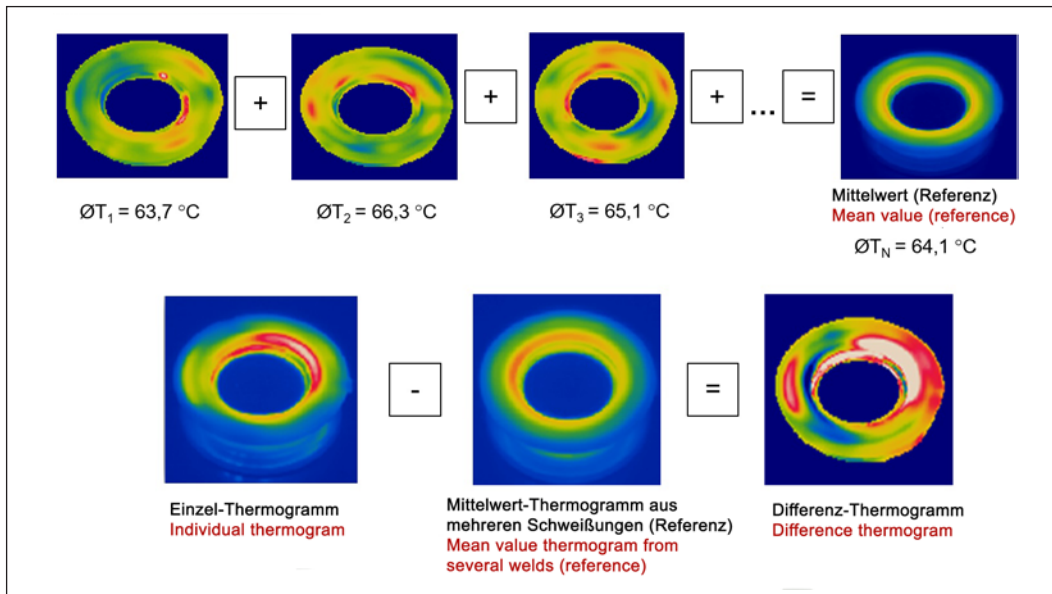 + + + ... =
ØT1 = 63,7 °C
ØT2 = 66,3 °C
ØT3 = 65,1 °C
Mittelwert (Referenz)
Mean value (reference)
ØTN = 64,1 °C
- =
Einzel-Thermogramm
Individual thermogram
Mittelwert-Thermogramm aus
mehreren Schweißungen (Referenz)
Mean value thermogram from
several welds (reference)
Differenz-Thermogramm
Difference thermogram